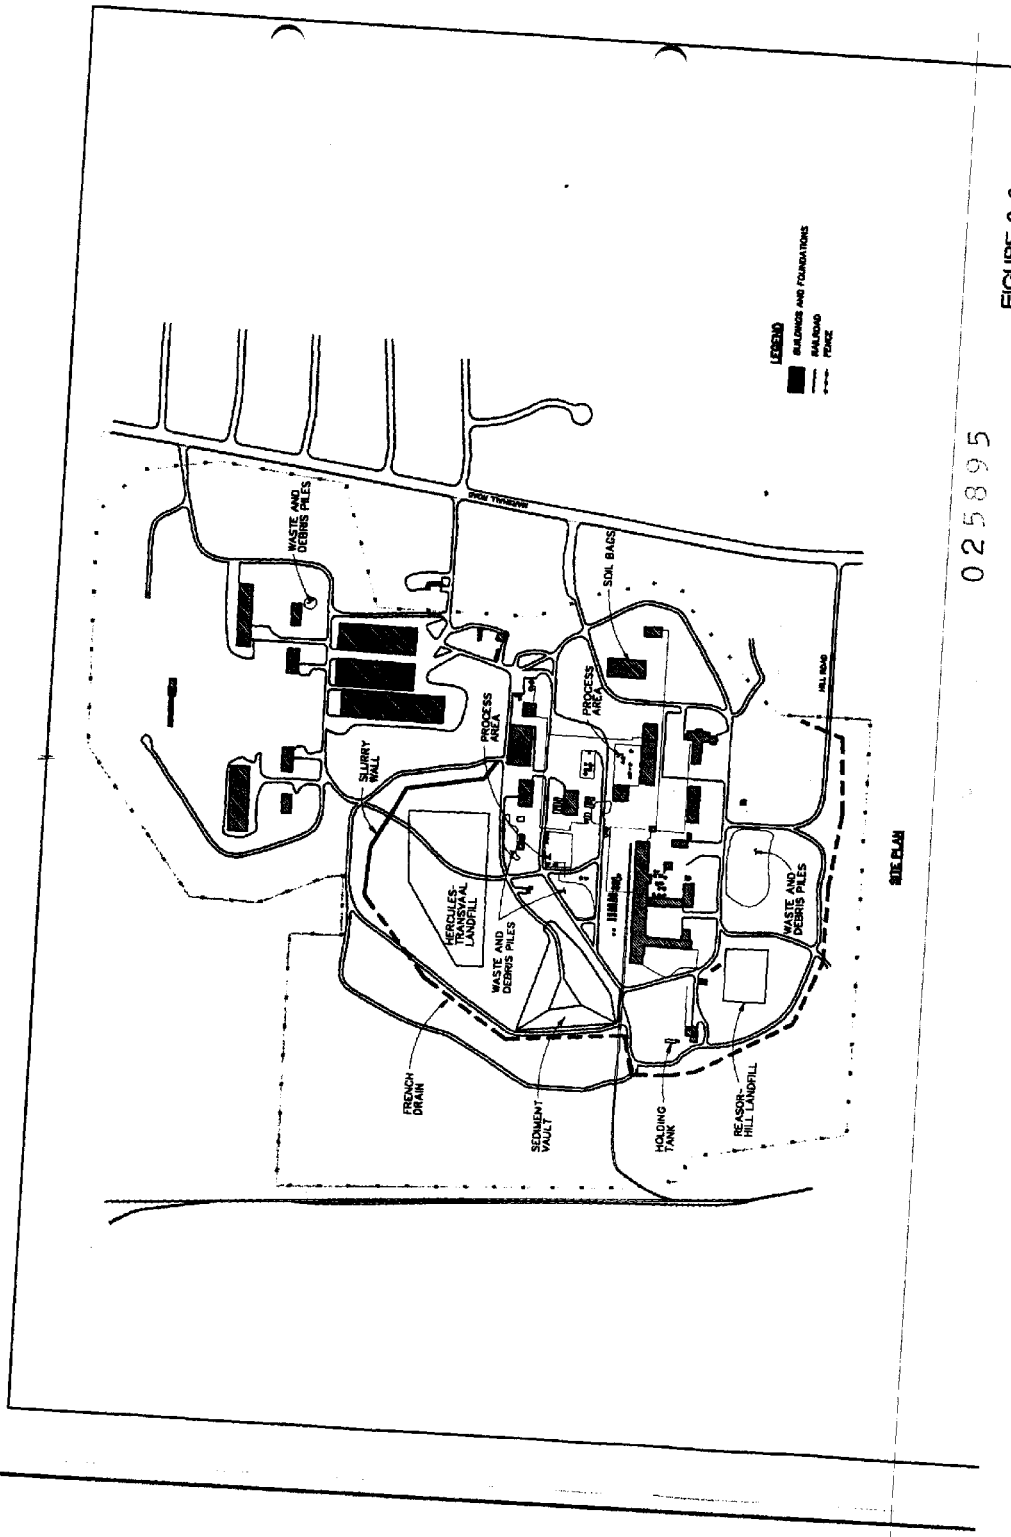 WASTE AND
DEBRIS PILES
MARSHALL ROAD
SOIL BAGS
LEGEND
BUILDINGS AND FOUNDATIONS
RAILROAD
FENCE
SLURRY
WALL
PROCESS
AREA
PROCESS
AREA
HILL ROAD
HERCULES-
TRANSVAAL
LANDFILL
WASTE AND
DEBRIS PILES
WASTE AND
DEBRIS PILES
FRENCH
DRAIN
SEDIMENT
VAULT
HOLDING
TANK
REASOR-
HILL LANDFILL
SITE PLAN
025895